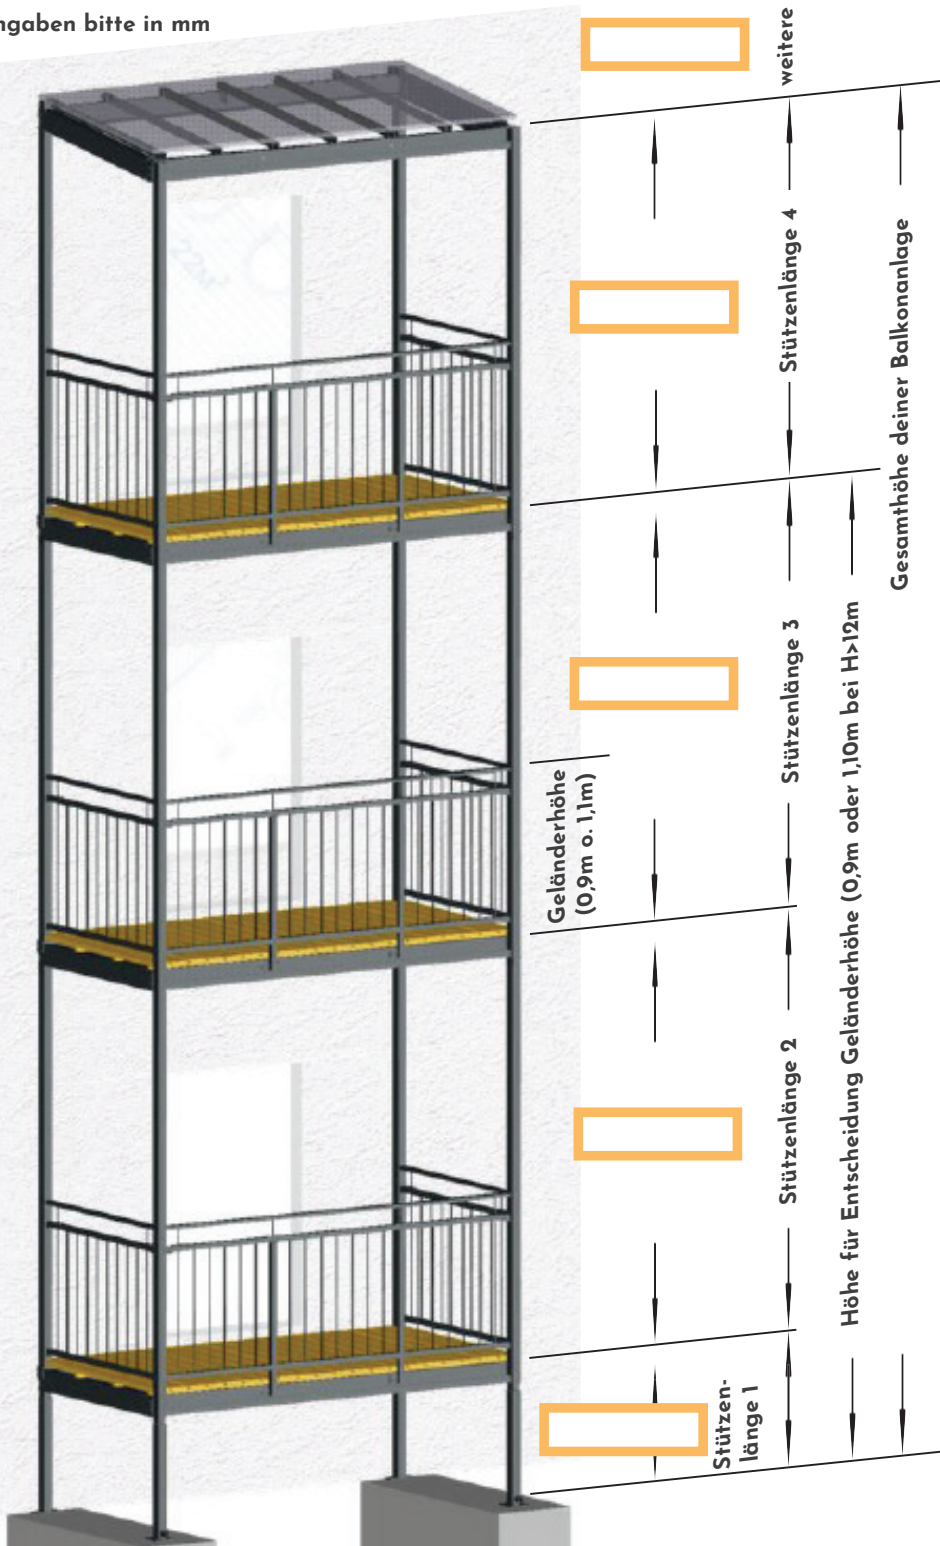 ngaben bitte in mm
weitere
Stützenlänge 4
Gesamthöhe deiner Balkonanlage
Stützenlänge 3
Geländerhöhe
(0,9m o. 1,1m)
Höhe für Entscheidung Geländerhöhe (0,9m oder 1,10m bei H>12m
Stützenlänge 2
Stützen-
länge 1